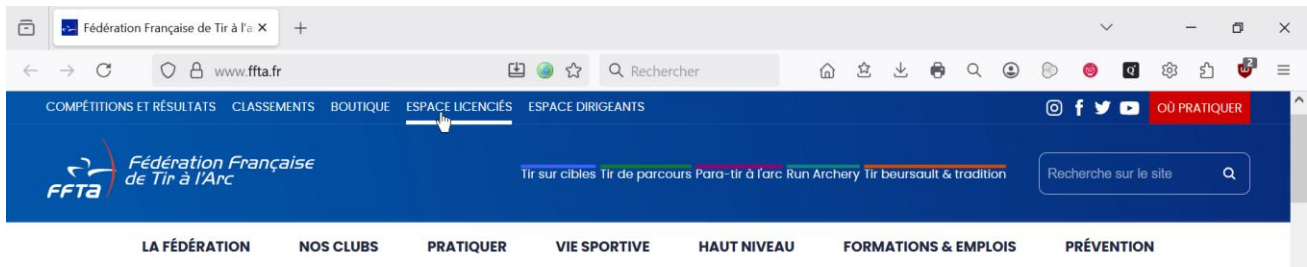 Fédération Française de Tir à l'a
www.ffta.fr
Rechercher
2
COMPÉTITIONS ET RÉSULTATS CLASSEMENTS BOUTIQUE ESPACE LICENCIÉS ESPACE DIRIGEANTS OÙ PRATIQUER
FFTa
Fédération Française
de Tir à l'Arc
Tir sur cibles Tir de parcours Para-tir à l'arc Run Archery Tir beursault & tradition
Recherche sur le site
LA FÉDÉRATION NOS CLUBS PRATIQUER VIE SPORTIVE HAUT NIVEAU FORMATIONS & EMPLOIS PRÉVENTION